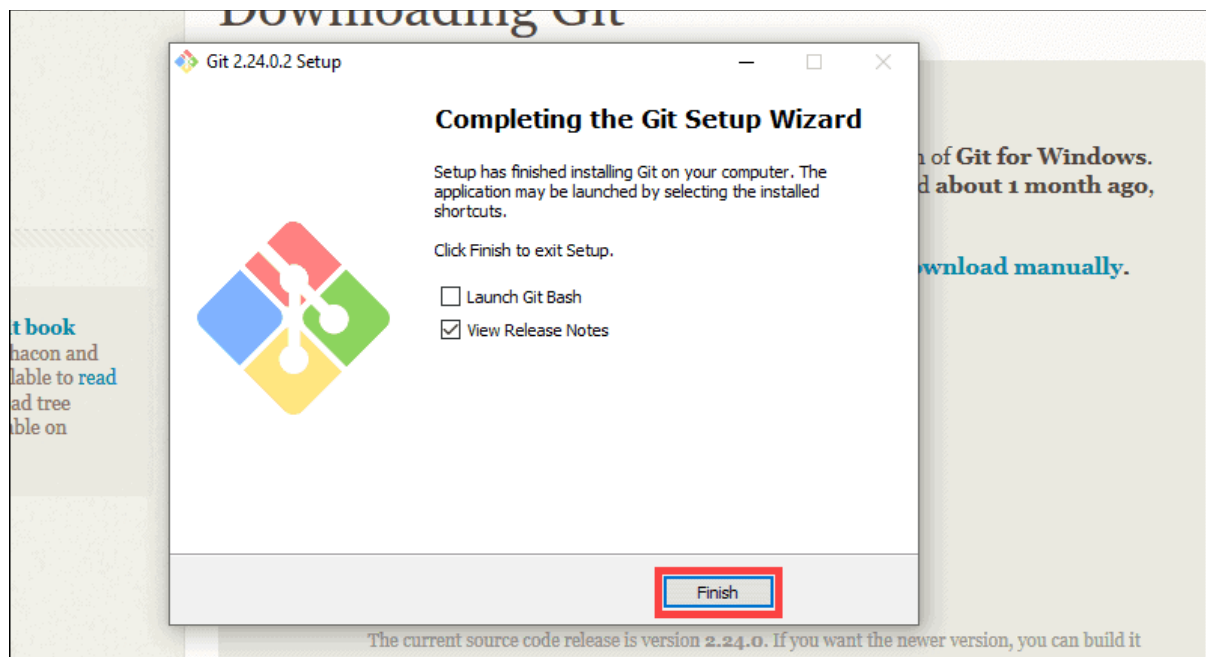 Downloading Git
Git 2.24.0.2 Setup
Completing the Git Setup Wizard
Setup has finished installing Git on your computer. The
application may be launched by selecting the installed
shortcuts.
Click Finish to exit Setup.
Launch Git Bash
View Release Notes
Finish
of Git for Windows.
about 1 month ago,
download manually.
t book
hacon and
lable to read
ad tree
ble on
The current source code release is version 2.24.0. If you want the newer version, you can build it